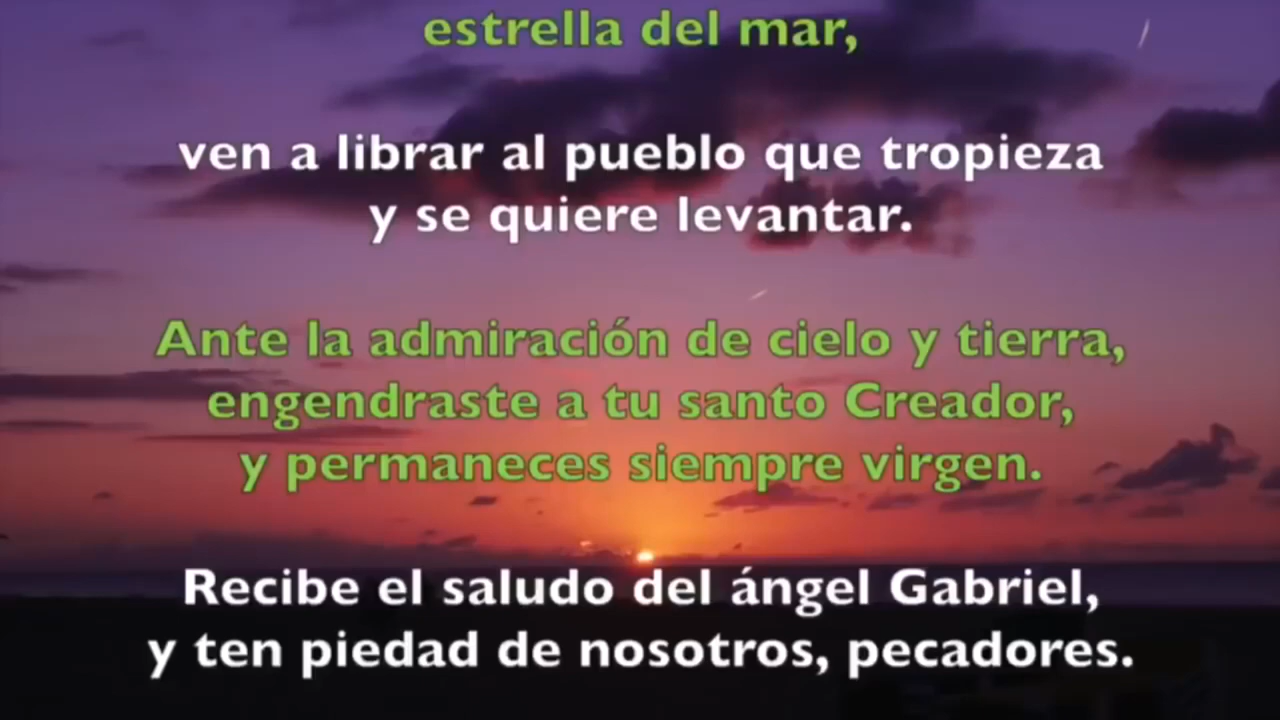 estrella del mar,
ven a librar al pueblo que tropieza
y se quiere levantar.
Ante la admiración de cielo y tierra,
engendraste a tu santo Creador,
y permaneces siempre virgen.
Recibe el saludo del ángel Gabriel,
y ten piedad de nosotros, pecadores.